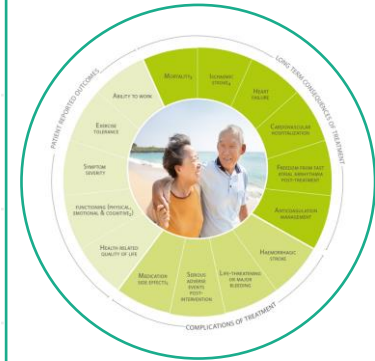 PATIENT REPORTED OUTCOMES
LONG TERM CONSEQUENCES OF TREATMENT
COMPLICATIONS OF TREATMENT
MORTALITY
ISCHEMIC
STROKE
HEART
FAILURE
CARDIOVASCULAR
HOSPITALIZATION
FREEDOM FROM FAST
ATRIAL ARRHYTHMIA
POST-TREATMENT
ANTICOAGULATION
MANAGEMENT
HAEMORRHAGIC
STROKE
LIFE-THREATENING
OR MAJOR
BLEEDING
SERIOUS
ADVERSE
EVENTS
POST-
INTERVENTION
MEDICATION
SIDE EFFECTS
HEALTH-RELATED
QUALITY OF LIFE
FUNCTIONING (PHYSICAL,
EMOTIONAL & COGNITIVE)
SYMPTOM
SEVERITY
EXERCISE
TOLERANCE
ABILITY TO WORK